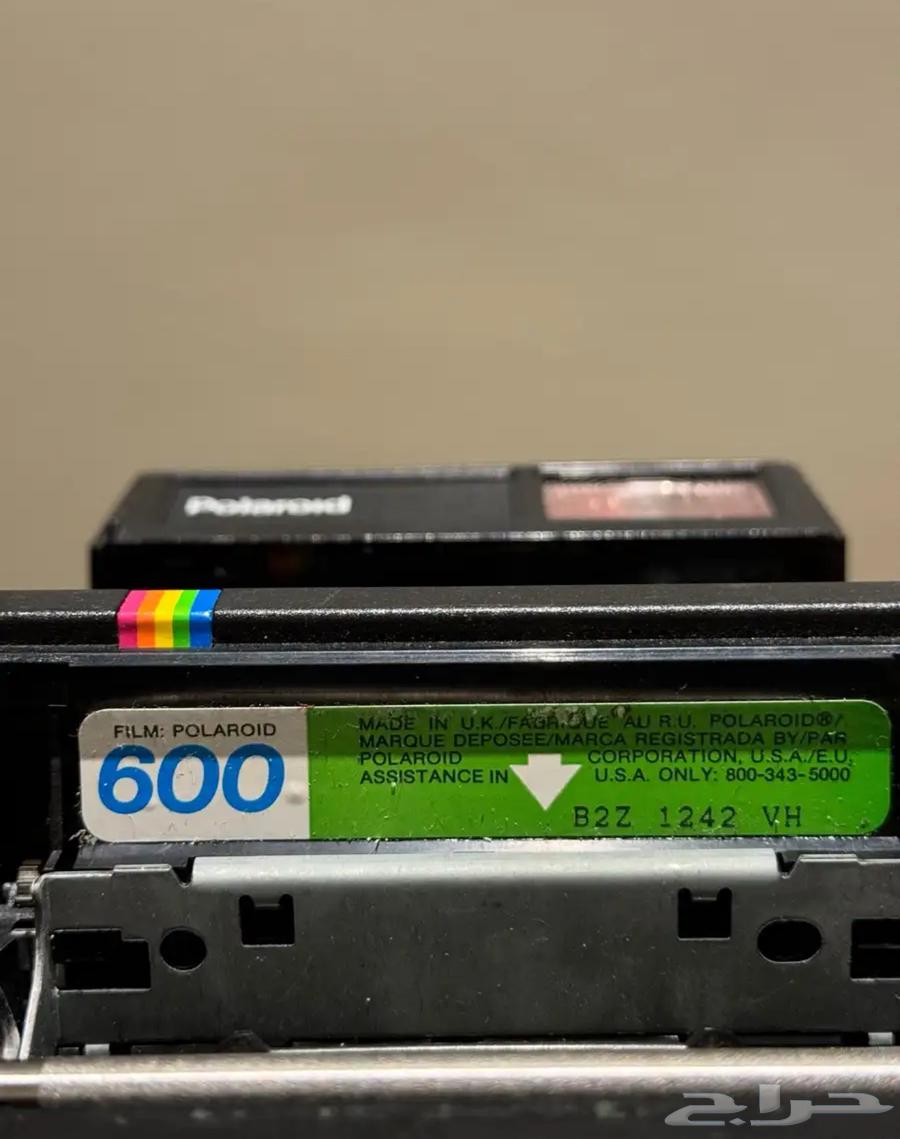 Polaroid
FILM: POLAROID
600
MADE IN U.K./FABRIQUE AU R.U. POLAROID®/
MARQUE DEPOSEE/MARCA REGISTRADA BY/PAR
POLAROID CORPORATION, U.S.A./E.U.
ASSISTANCE IN U.S.A. ONLY: 800-343-5000
B2Z 1242 VH
حراج